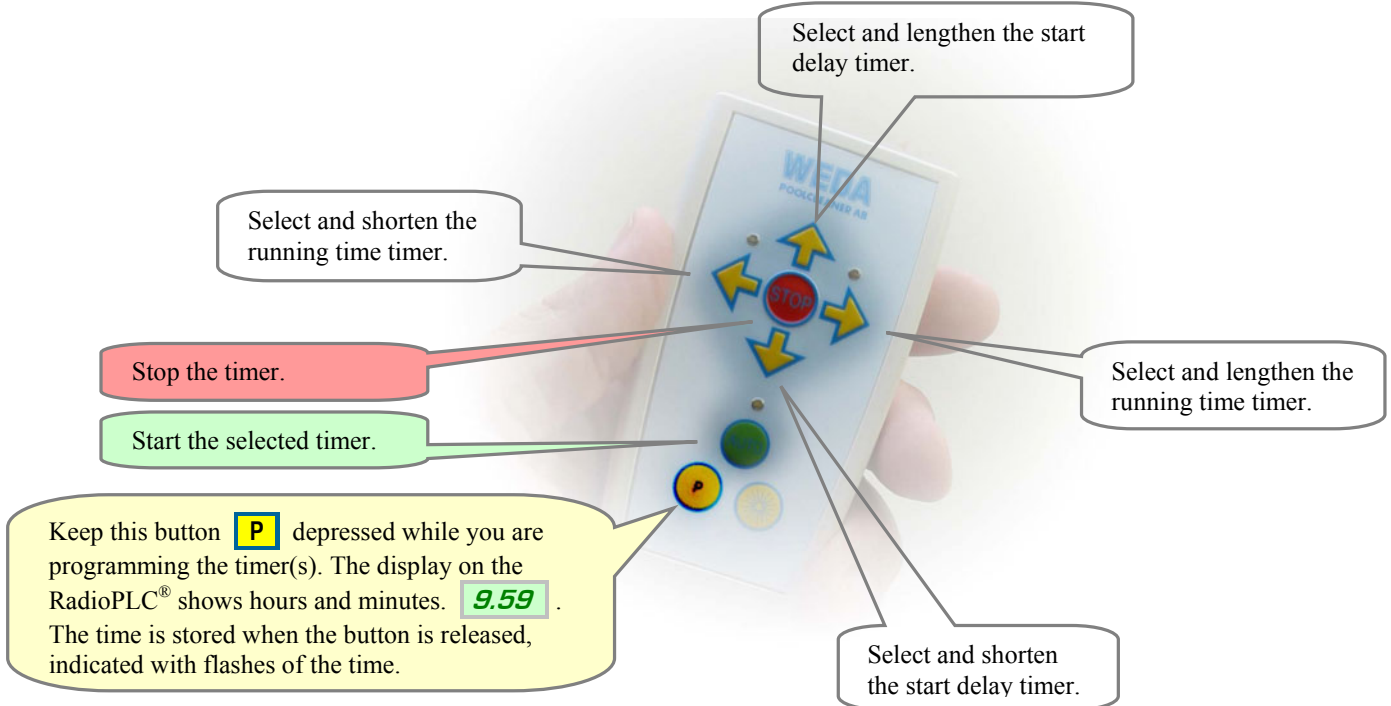 Select and lengthen the start
delay timer.
WEDA
POOLCLEANER AB
Select and shorten the
running time timer.
STOP
Stop the timer.
Select and lengthen the
running time timer.
Start the selected timer.
P
Keep this button P depressed while you are
programming the timer(s). The display on the
RadioPLC® shows hours and minutes. 9.59 .
The time is stored when the button is released,
indicated with flashes of the time.
Select and shorten
the start delay timer.